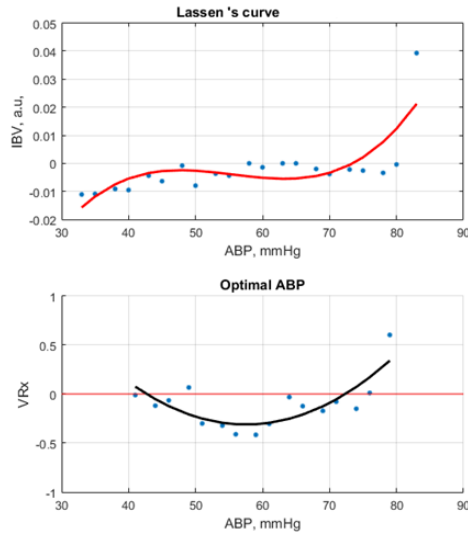 Lassen 's curve
0.05
0.04
0.03
0.02
0.01
0
-0.01
-0.02
IBV, a.u,
30 40 50 60 70 80 90
ABP, mmHg
Optimal ABP
1
0.5
0
-0.5
-1
VRx
30 40 50 60 70 80 90
ABP, mmHg